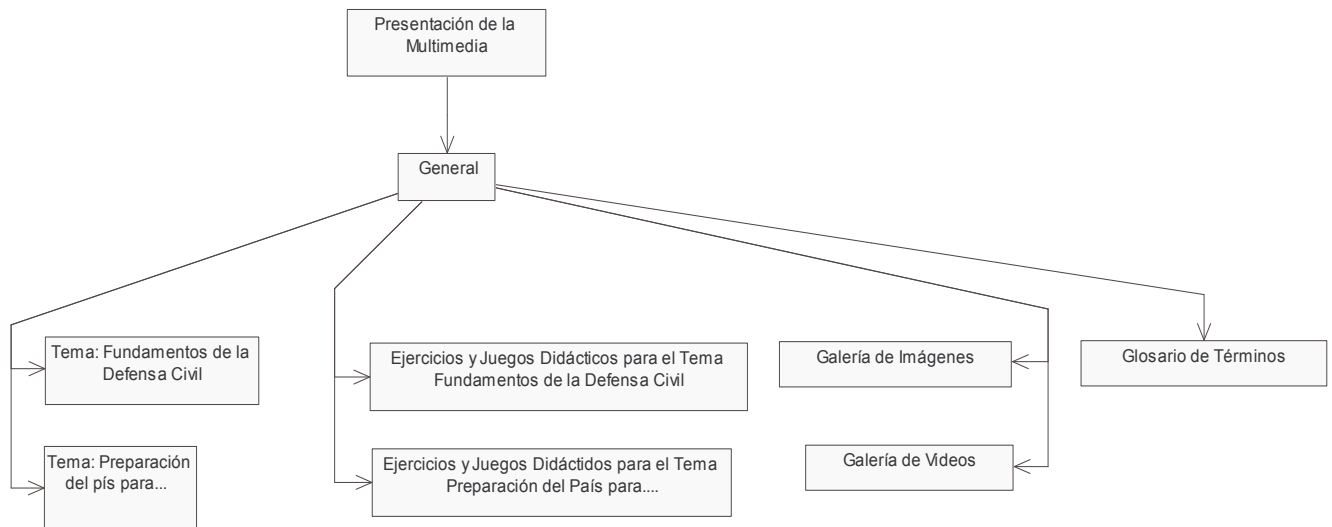 Presentación de la
Multimedia
General
Tema: Fundamentos de la
Defensa Civil
Ejercicios y Juegos Didácticos para el Tema
Fundamentos de la Defensa Civil
Galería de Imágenes
Glosario de Términos
Tema: Preparación
del pís para...
Ejercicios y Juegos Didáctidos para el Tema
Preparación del País para....
Galería de Videos